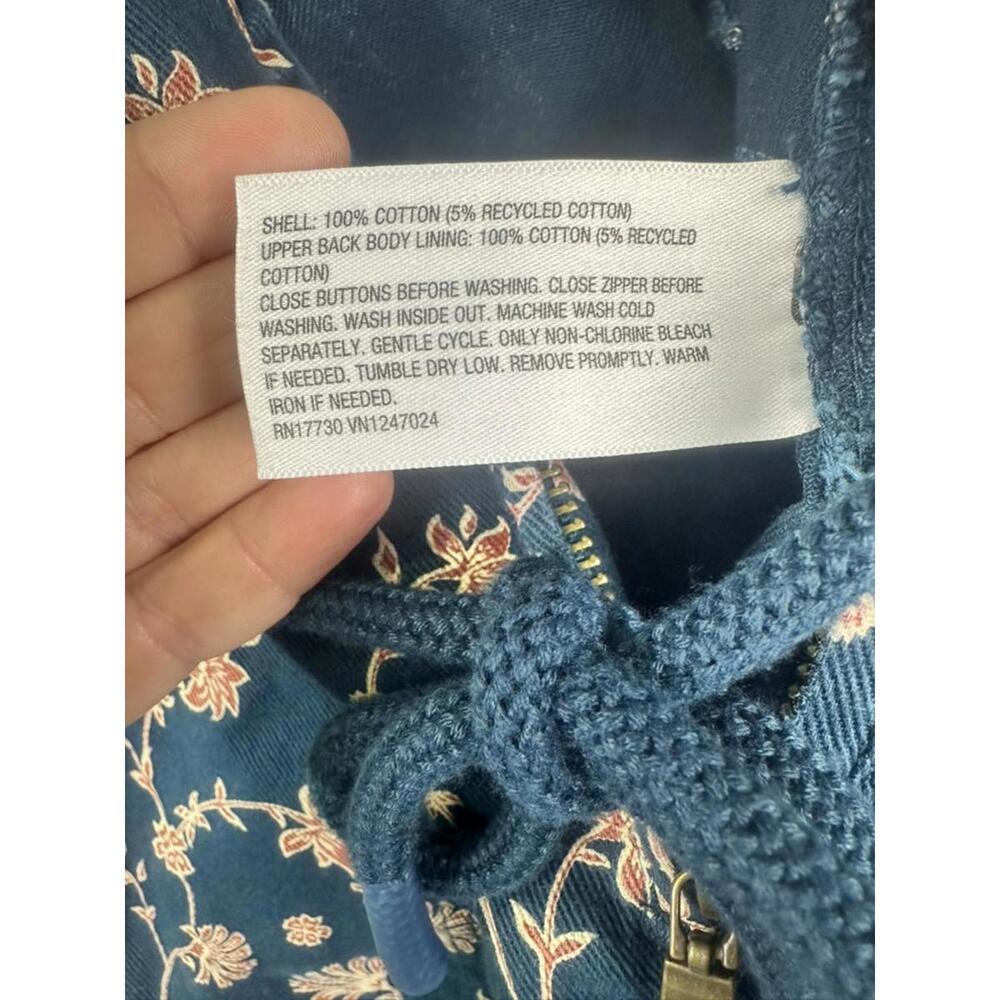 SHELL: 100% COTTON (5% RECYCLED COTTON)
UPPER BACK BODY LINING: 100% COTTON (5% RECYCLED
COTTON)
CLOSE BUTTONS BEFORE WASHING. CLOSE ZIPPER BEFORE
WASHING. WASH INSIDE OUT. MACHINE WASH COLD
SEPARATELY. GENTLE CYCLE. ONLY NON-CHLORINE BLEACH
IF NEEDED. TUMBLE DRY LOW. REMOVE PROMPTLY. WARM
IRON IF NEEDED.
RN17730 VN1247024